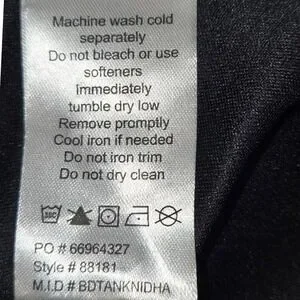 Machine wash cold
separately
Do not bleach or use
softeners
Immediately
tumble dry low
Remove promptly
Cool iron if needed
Do not iron trim
Do not dry clean
PO # 66964327
Style # 88181
M.I.D # BDTANKNIDHA